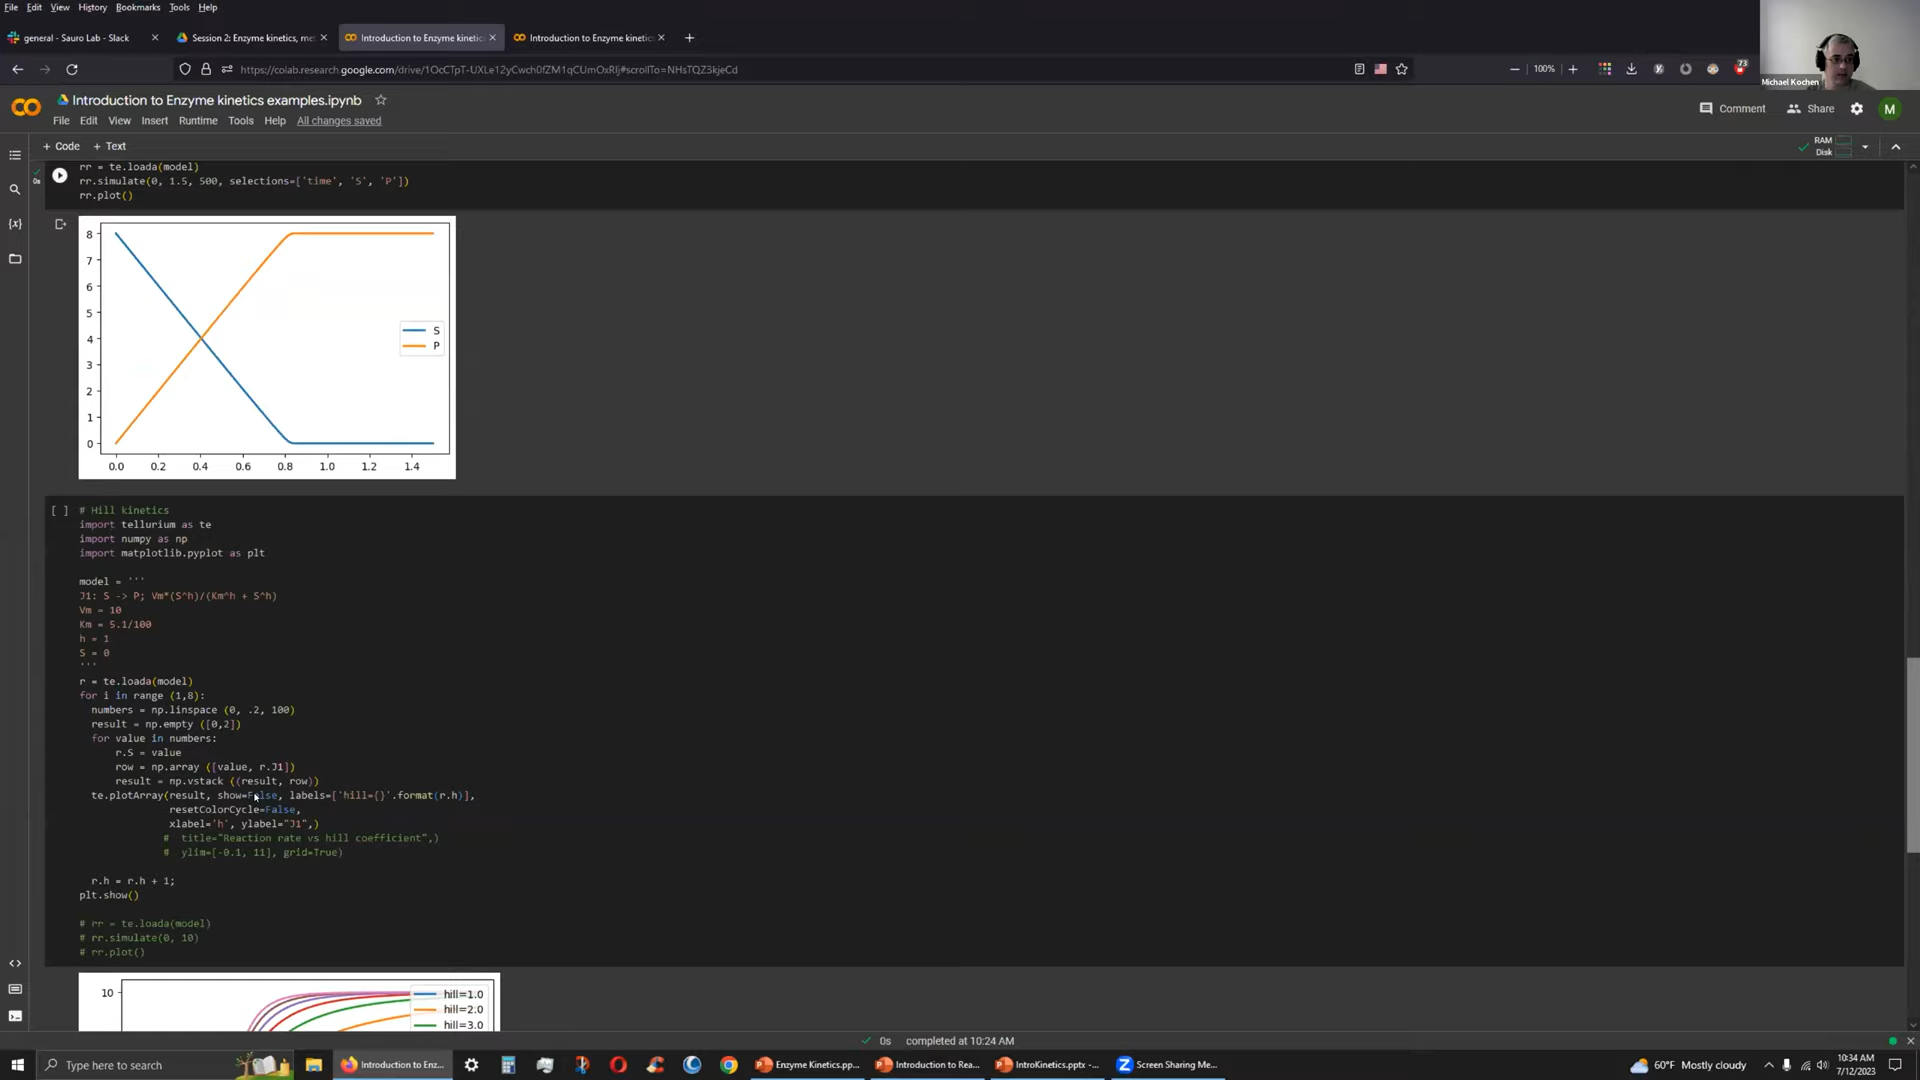 File Edit View History Bookmarks Tools Help
general - Sauro Lab - Slack
Session 2: Enzyme kinetics, me
Introduction to Enzyme kinetic
Introduction to Enzyme kinetic
https://colab.research.google.com/drive/1OcCTpT-UXLe12yCwch0fZM1qCUmOxRIj#scrollTo=NHsTQZ3kjeCd
100%
73
Michael Kochen
Introduction to Enzyme kinetics examples.ipynb
Comment
Share
M
File Edit View Insert Runtime Tools Help All changes saved
+ Code + Text
RAM
Disk
rr = te.loada(model)
0s
rr.simulate(0, 1.5, 500, selections=['time', 'S', 'P'])
rr.plot()
8
7
6
5
4
3
2
1
0
S
P
0.0 0.2 0.4 0.6 0.8 1.0 1.2 1.4
[ ]
# Hill kinetics
import tellurium as te
import numpy as np
import matplotlib.pyplot as plt
model = '''
J1: S -> P; Vm*(S^h)/(Km^h + S^h)
Vm = 10
Km = 5.1/100
h = 1
S = 0
'''
r = te.loada(model)
for i in range (1,8):
numbers = np.linspace (0, .2, 100)
result = np.empty ([0,2])
for value in numbers:
r.S = value
row = np.array ([value, r.J1])
result = np.vstack ((result, row))
te.plotArray(result, show=False, labels=['hill={}'.format(r.h)],
resetColorCycle=False,
xlabel='h', ylabel="J1",)
# title="Reaction rate vs hill coefficient",)
# ylim=[-0.1, 11], grid=True)
r.h = r.h + 1;
plt.show()
# rr = te.loada(model)
# rr.simulate(0, 10)
# rr.plot()
10
hill=1.0
hill=2.0
hill=3.0
0s completed at 10:24 AM
Type here to search
Introduction to Enz...
Enzyme Kinetics.pp...
Introduction to Rea...
IntroKinetics.pptx -...
Screen Sharing Me...
60°F Mostly cloudy
10:34 AM
7/12/2023